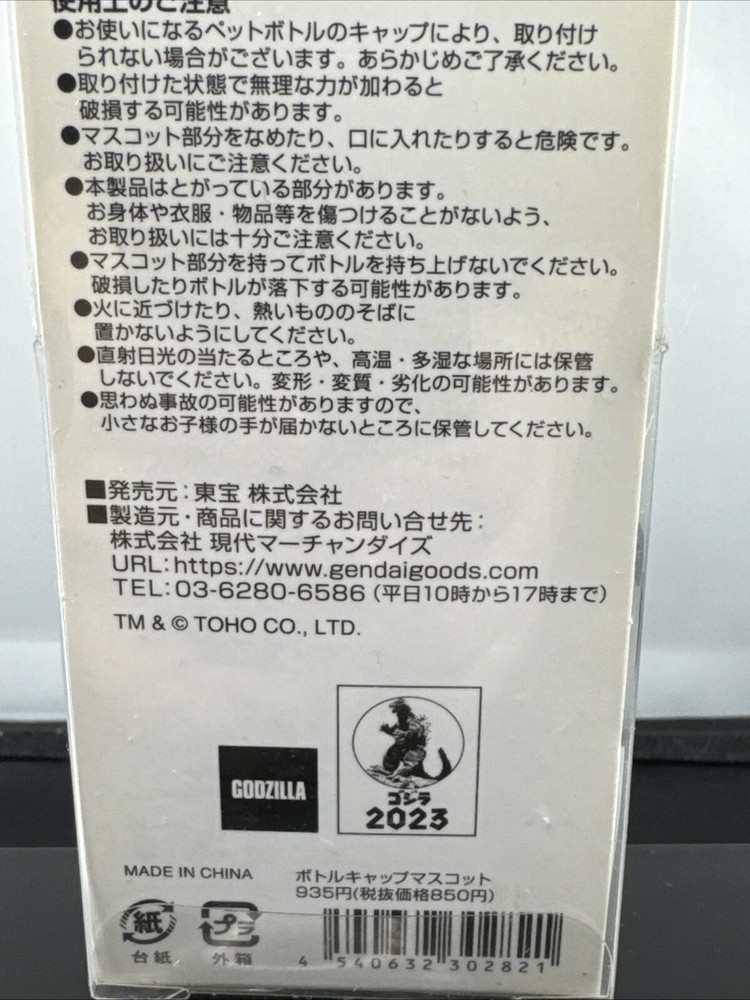 使用上のご注意
●お使いになるペットボトルのキャップにより、取り付け
られない場合がございます。あらかじめご了承ください。
●取り付けた状態で無理な力が加わると
破損する可能性があります。
●マスコット部分をなめたり、口に入れたりすると危険です。
お取り扱いにご注意ください。
●本製品はとがっている部分があります。
お身体や衣服・物品等を傷つけることがないよう、
お取り扱いには十分ご注意ください。
●マスコット部分を持ってボトルを持ち上げないでください。
破損したりボトルが落下する可能性があります。
●火に近づけたり、熱いもののそばに
置かないようにしてください。
●直射日光の当たるところや、高温・多湿な場所には保管
しないでください。変形・変質・劣化の可能性があります。
●思わぬ事故の可能性がありますので、
小さなお子様の手が届かないところに保管してください。
■発売元：東宝 株式会社
■製造元・商品に関するお問い合せ先：
株式会社 現代マーチャンダイズ
URL：https://www.gendaigoods.com
TEL：03-6280-6586（平日10時から17時まで）
TM & © TOHO CO., LTD.
GODZILLA
ゴジラ
2023
MADE IN CHINA
ボトルキャップマスコット
935円(税抜価格850円)
紙
台紙
プラ
外箱
4 540632 302821